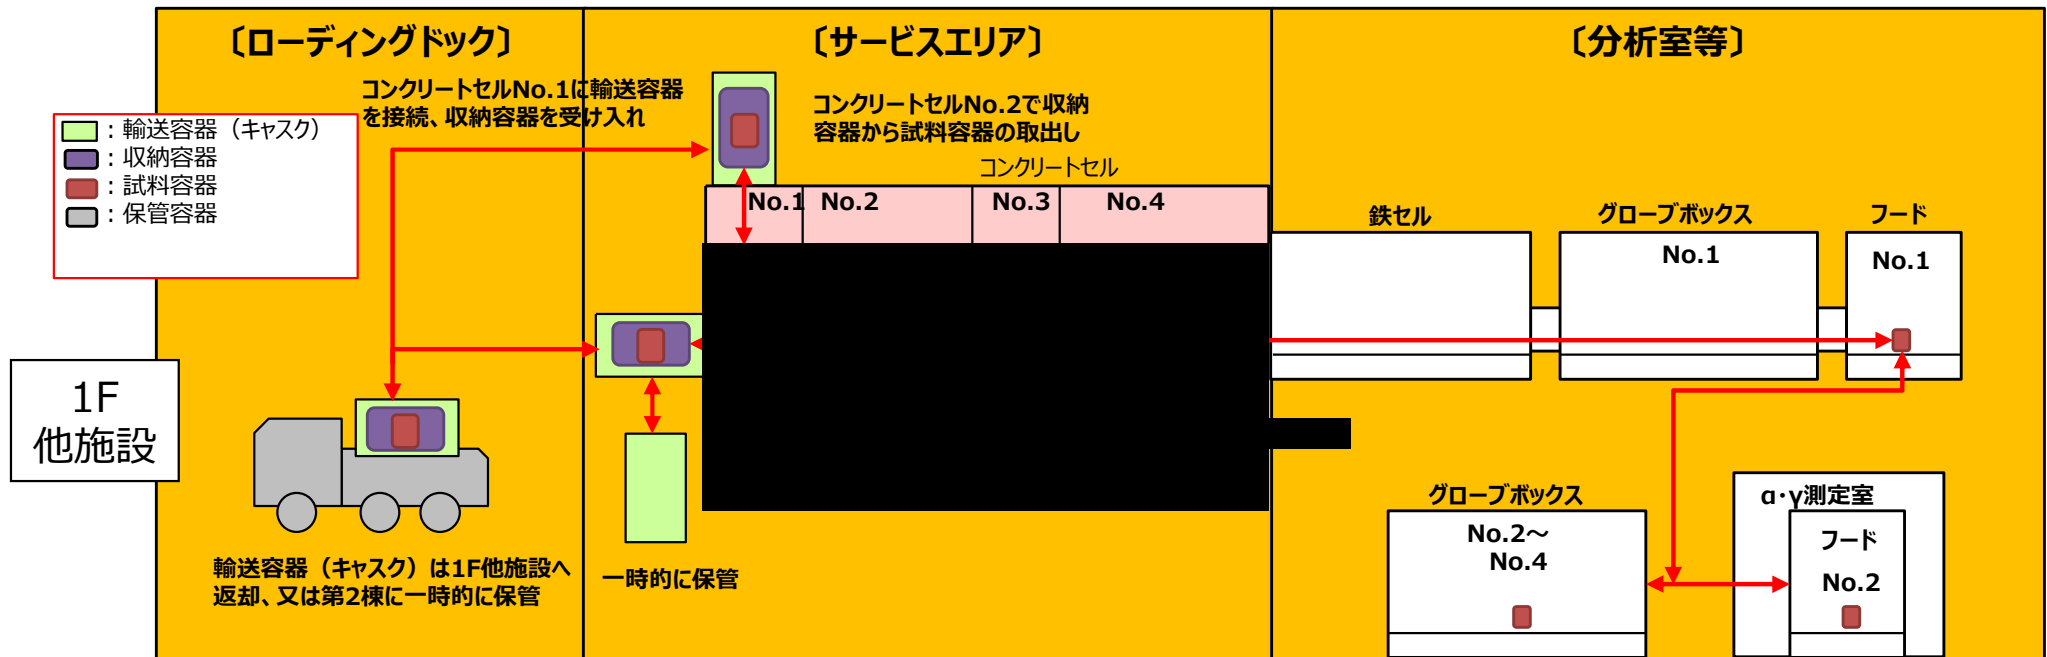 〔ローディングドック〕
〔サービスエリア〕
〔分析室等〕
コンクリートセルNo.1に輸送容器
を接続、収納容器を受け入れ
コンクリートセルNo.2で収納
容器から試料容器の取出し
：輸送容器（キャスク）
：収納容器
：試料容器
：保管容器
コンクリートセル
No.1
No.2
No.3
No.4
鉄セル
グローブボックス
No.1
フード
No.1
1F
他施設
輸送容器（キャスク）は1F他施設へ
返却、又は第2棟に一時的に保管
一時的に保管
グローブボックス
No.2～
No.4
α・γ測定室
フード
No.2